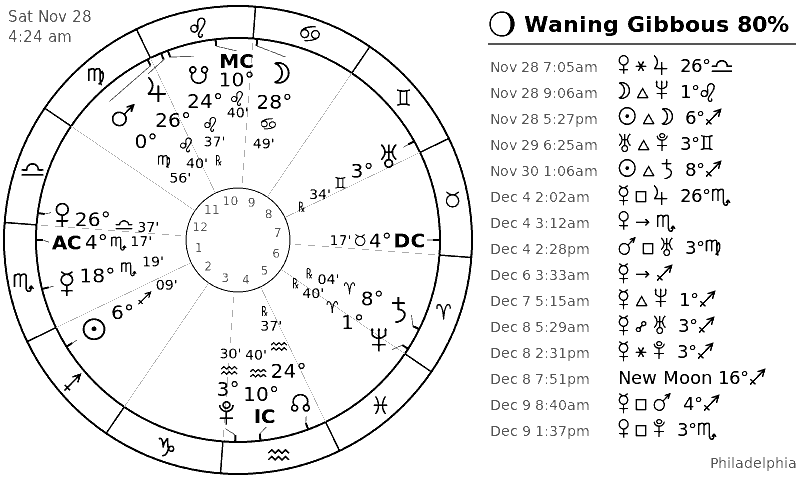 Sat Nov 28
4:24 am
MC
10°
♌
40'
☽
28°
♋
49'
☋
24°
♌
37'
℞
♃
26°
♌
40'
♂
0°
♍
56'
♅
3°
♊
34'
℞
♀ 26° ♎ 37'
AC 4° ♏ 17'
☿ 18° ♏ 19'
☉ 6° ♐ 09'
17' ♉ 4° DC
♄ 8° ♈ 04' ℞
♆ 1° ♈ 40' ℞
℞
37'
♒
24°
☊
30'
♒
3°
♇
40'
♒
10°
IC
1
2
3
4
5
6
7
8
9
10
11
12
♌
♋
♊
♉
♈
♓
♒
♑
♐
♏
♎
♍
Waning Gibbous 80%
Nov 28 7:05am ♀ ⚹ ♃ 26°♎
Nov 28 9:06am ☽ △ ♆ 1°♌
Nov 28 5:27pm ☉ △ ☽ 6°♐
Nov 29 6:25am ♅ △ ♇ 3°♊
Nov 30 1:06am ☉ △ ♄ 8°♐
Dec 4 2:02am ☿ □ ♃ 26°♏
Dec 4 3:12am ♀ → ♏
Dec 4 2:28pm ♂ □ ♅ 3°♍
Dec 6 3:33am ☿ → ♐
Dec 7 5:15am ☿ △ ♆ 1°♐
Dec 8 5:29am ☿ ☍ ♅ 3°♐
Dec 8 2:31pm ☿ ⚹ ♇ 3°♐
Dec 8 7:51pm New Moon 16°♐
Dec 9 8:40am ☿ □ ♂ 4°♐
Dec 9 1:37pm ♀ □ ♇ 3°♏
Philadelphia